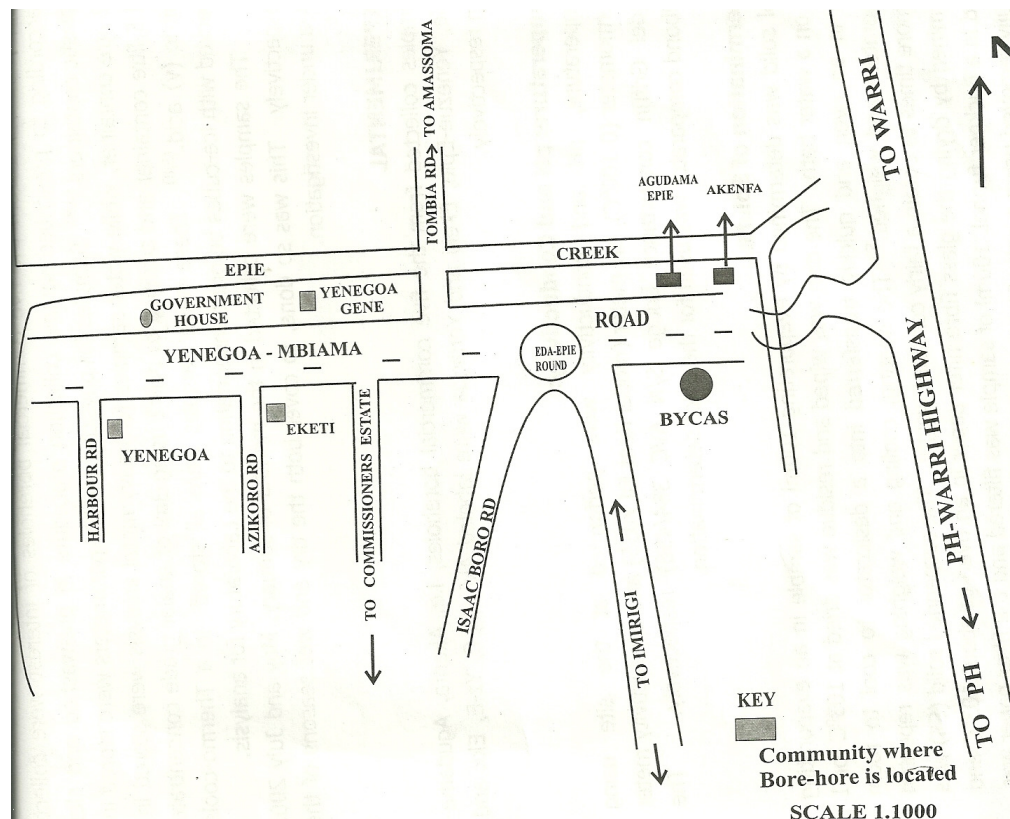 N
TO WARRI
TOMBIA RD → TO AMASSOMA
AGUDAMA
EPIE
AKENFA
EPIE
CREEK
GOVERNMENT
HOUSE
YENEGOA
GENE
ROAD
YENEGOA - MBIAMA
EDA-EPIE
ROUND
BYCAS
HARBOUR RD
YENEGOA
AZIKORO RD
EKETI
TO COMMISSIONERS ESTATE
ISAAC BORO RD
TO IMIRIGI
PH-WARRI HIGHWAY
TO PH
KEY
Community where
Bore-hore is located
SCALE 1.1000